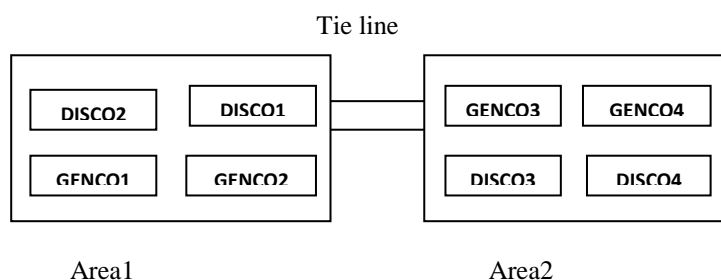 Tie line
DISCO2 DISCO1 GENCO3 GENCO4
GENCO1 GENCO2 DISCO3 DISCO4
Area1 Area2